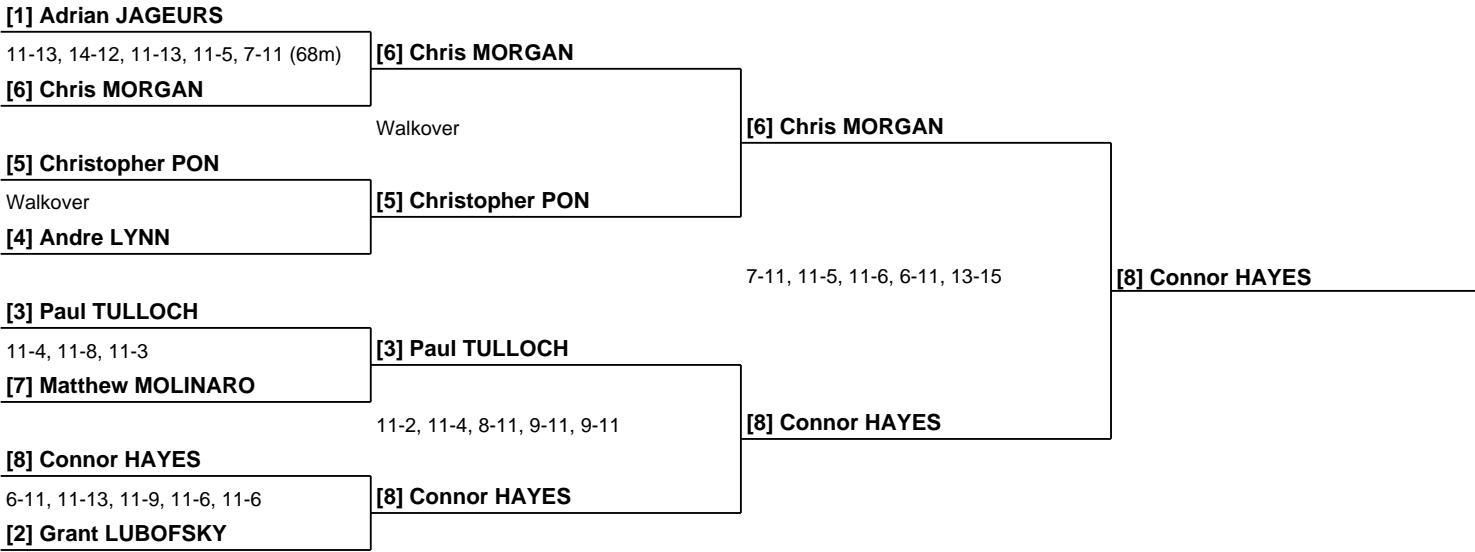 [1] Adrian JAGEURS
11-13, 14-12, 11-13, 11-5, 7-11 (68m)
[6] Chris MORGAN
[6] Chris MORGAN
Walkover
[6] Chris MORGAN
[5] Christopher PON
Walkover
[5] Christopher PON
[4] Andre LYNN
7-11, 11-5, 11-6, 6-11, 13-15
[8] Connor HAYES
[3] Paul TULLOCH
11-4, 11-8, 11-3
[3] Paul TULLOCH
[7] Matthew MOLINARO
11-2, 11-4, 8-11, 9-11, 9-11
[8] Connor HAYES
[8] Connor HAYES
6-11, 11-13, 11-9, 11-6, 11-6
[8] Connor HAYES
[2] Grant LUBOFSKY